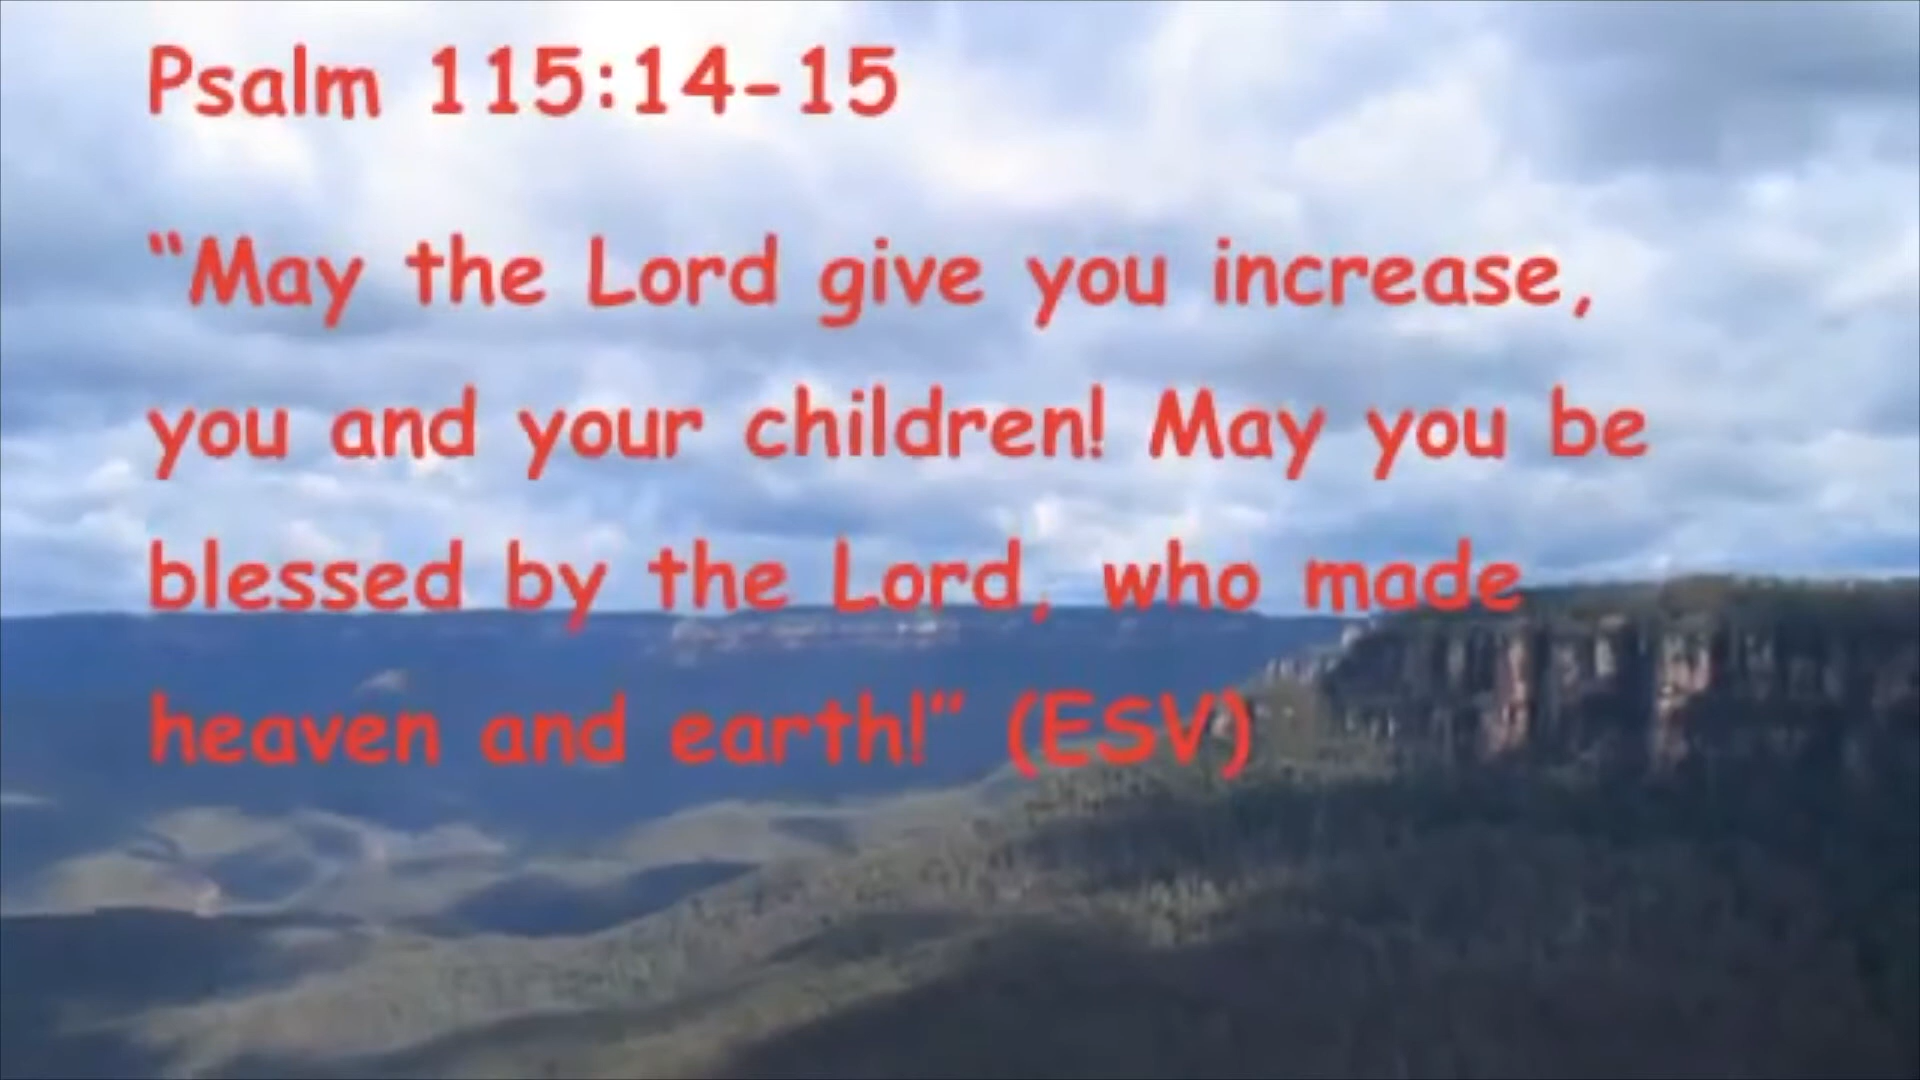 Psalm 115:14-15
“May the Lord give you increase,
you and your children! May you be
blessed by the Lord, who made
heaven and earth!” (ESV)